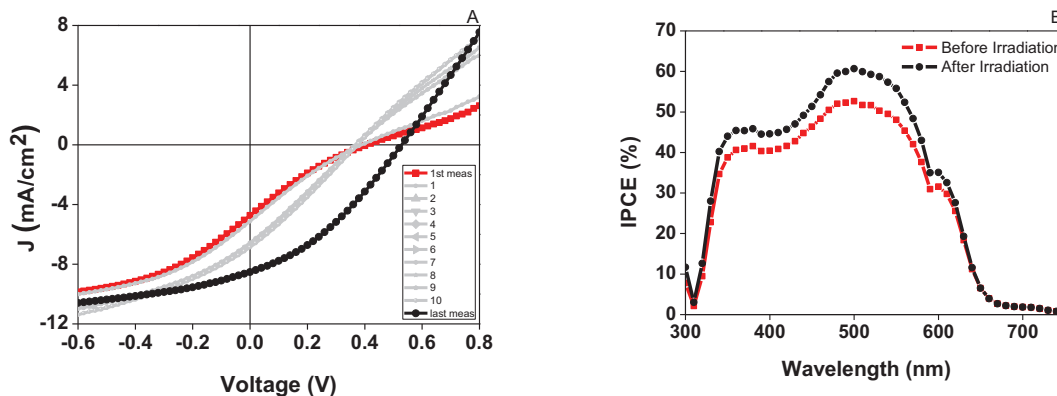 A
8
4
0
-4
-8
-12
J (mA/cm2)
-0.6 -0.4 -0.2 0.0 0.2 0.4 0.6 0.8
Voltage (V)
1st meas
1
2
3
4
5
6
7
8
9
10
last meas
70
60
50
40
30
20
10
0
IPCE (%)
300 400 500 600 700
Wavelength (nm)
Before Irradiation
After Irradiation